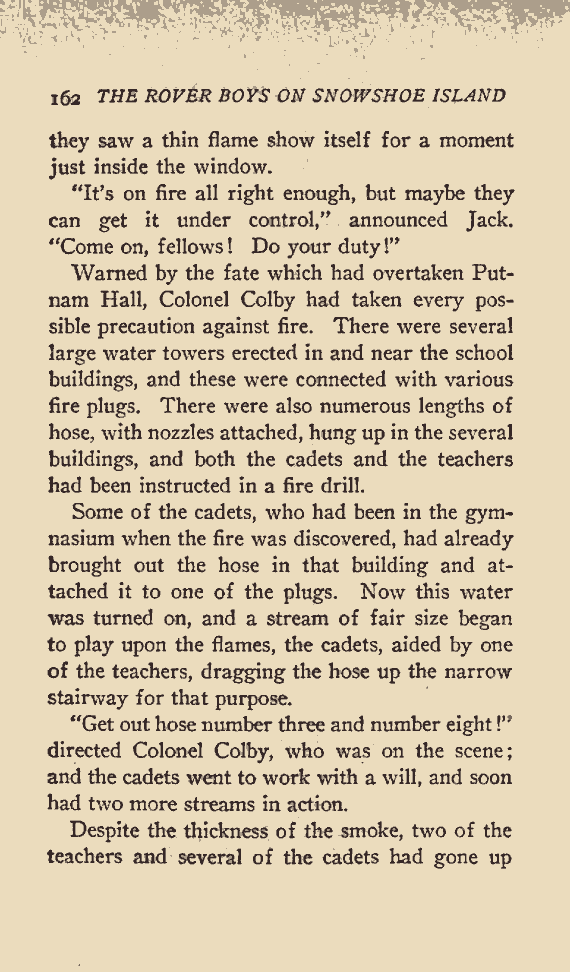 162 THE ROVER BOYS ON SNOWSHOE ISLAND
they saw a thin flame show itself for a moment
just inside the window.
"It's on fire all right enough, but maybe they
can get it under control," announced Jack.
"Come on, fellows! Do your duty!"
Warned by the fate which had overtaken Put-
nam Hall, Colonel Colby had taken every pos-
sible precaution against fire. There were several
large water towers erected in and near the school
buildings, and these were connected with various
fire plugs. There were also numerous lengths of
hose, with nozzles attached, hung up in the several
buildings, and both the cadets and the teachers
had been instructed in a fire drill.
Some of the cadets, who had been in the gym-
nasium when the fire was discovered, had already
brought out the hose in that building and at-
tached it to one of the plugs. Now this water
was turned on, and a stream of fair size began
to play upon the flames, the cadets, aided by one
of the teachers, dragging the hose up the narrow
stairway for that purpose.
"Get out hose number three and number eight!"
directed Colonel Colby, who was on the scene;
and the cadets went to work with a will, and soon
had two more streams in action.
Despite the thickness of the smoke, two of the
teachers and several of the cadets had gone up